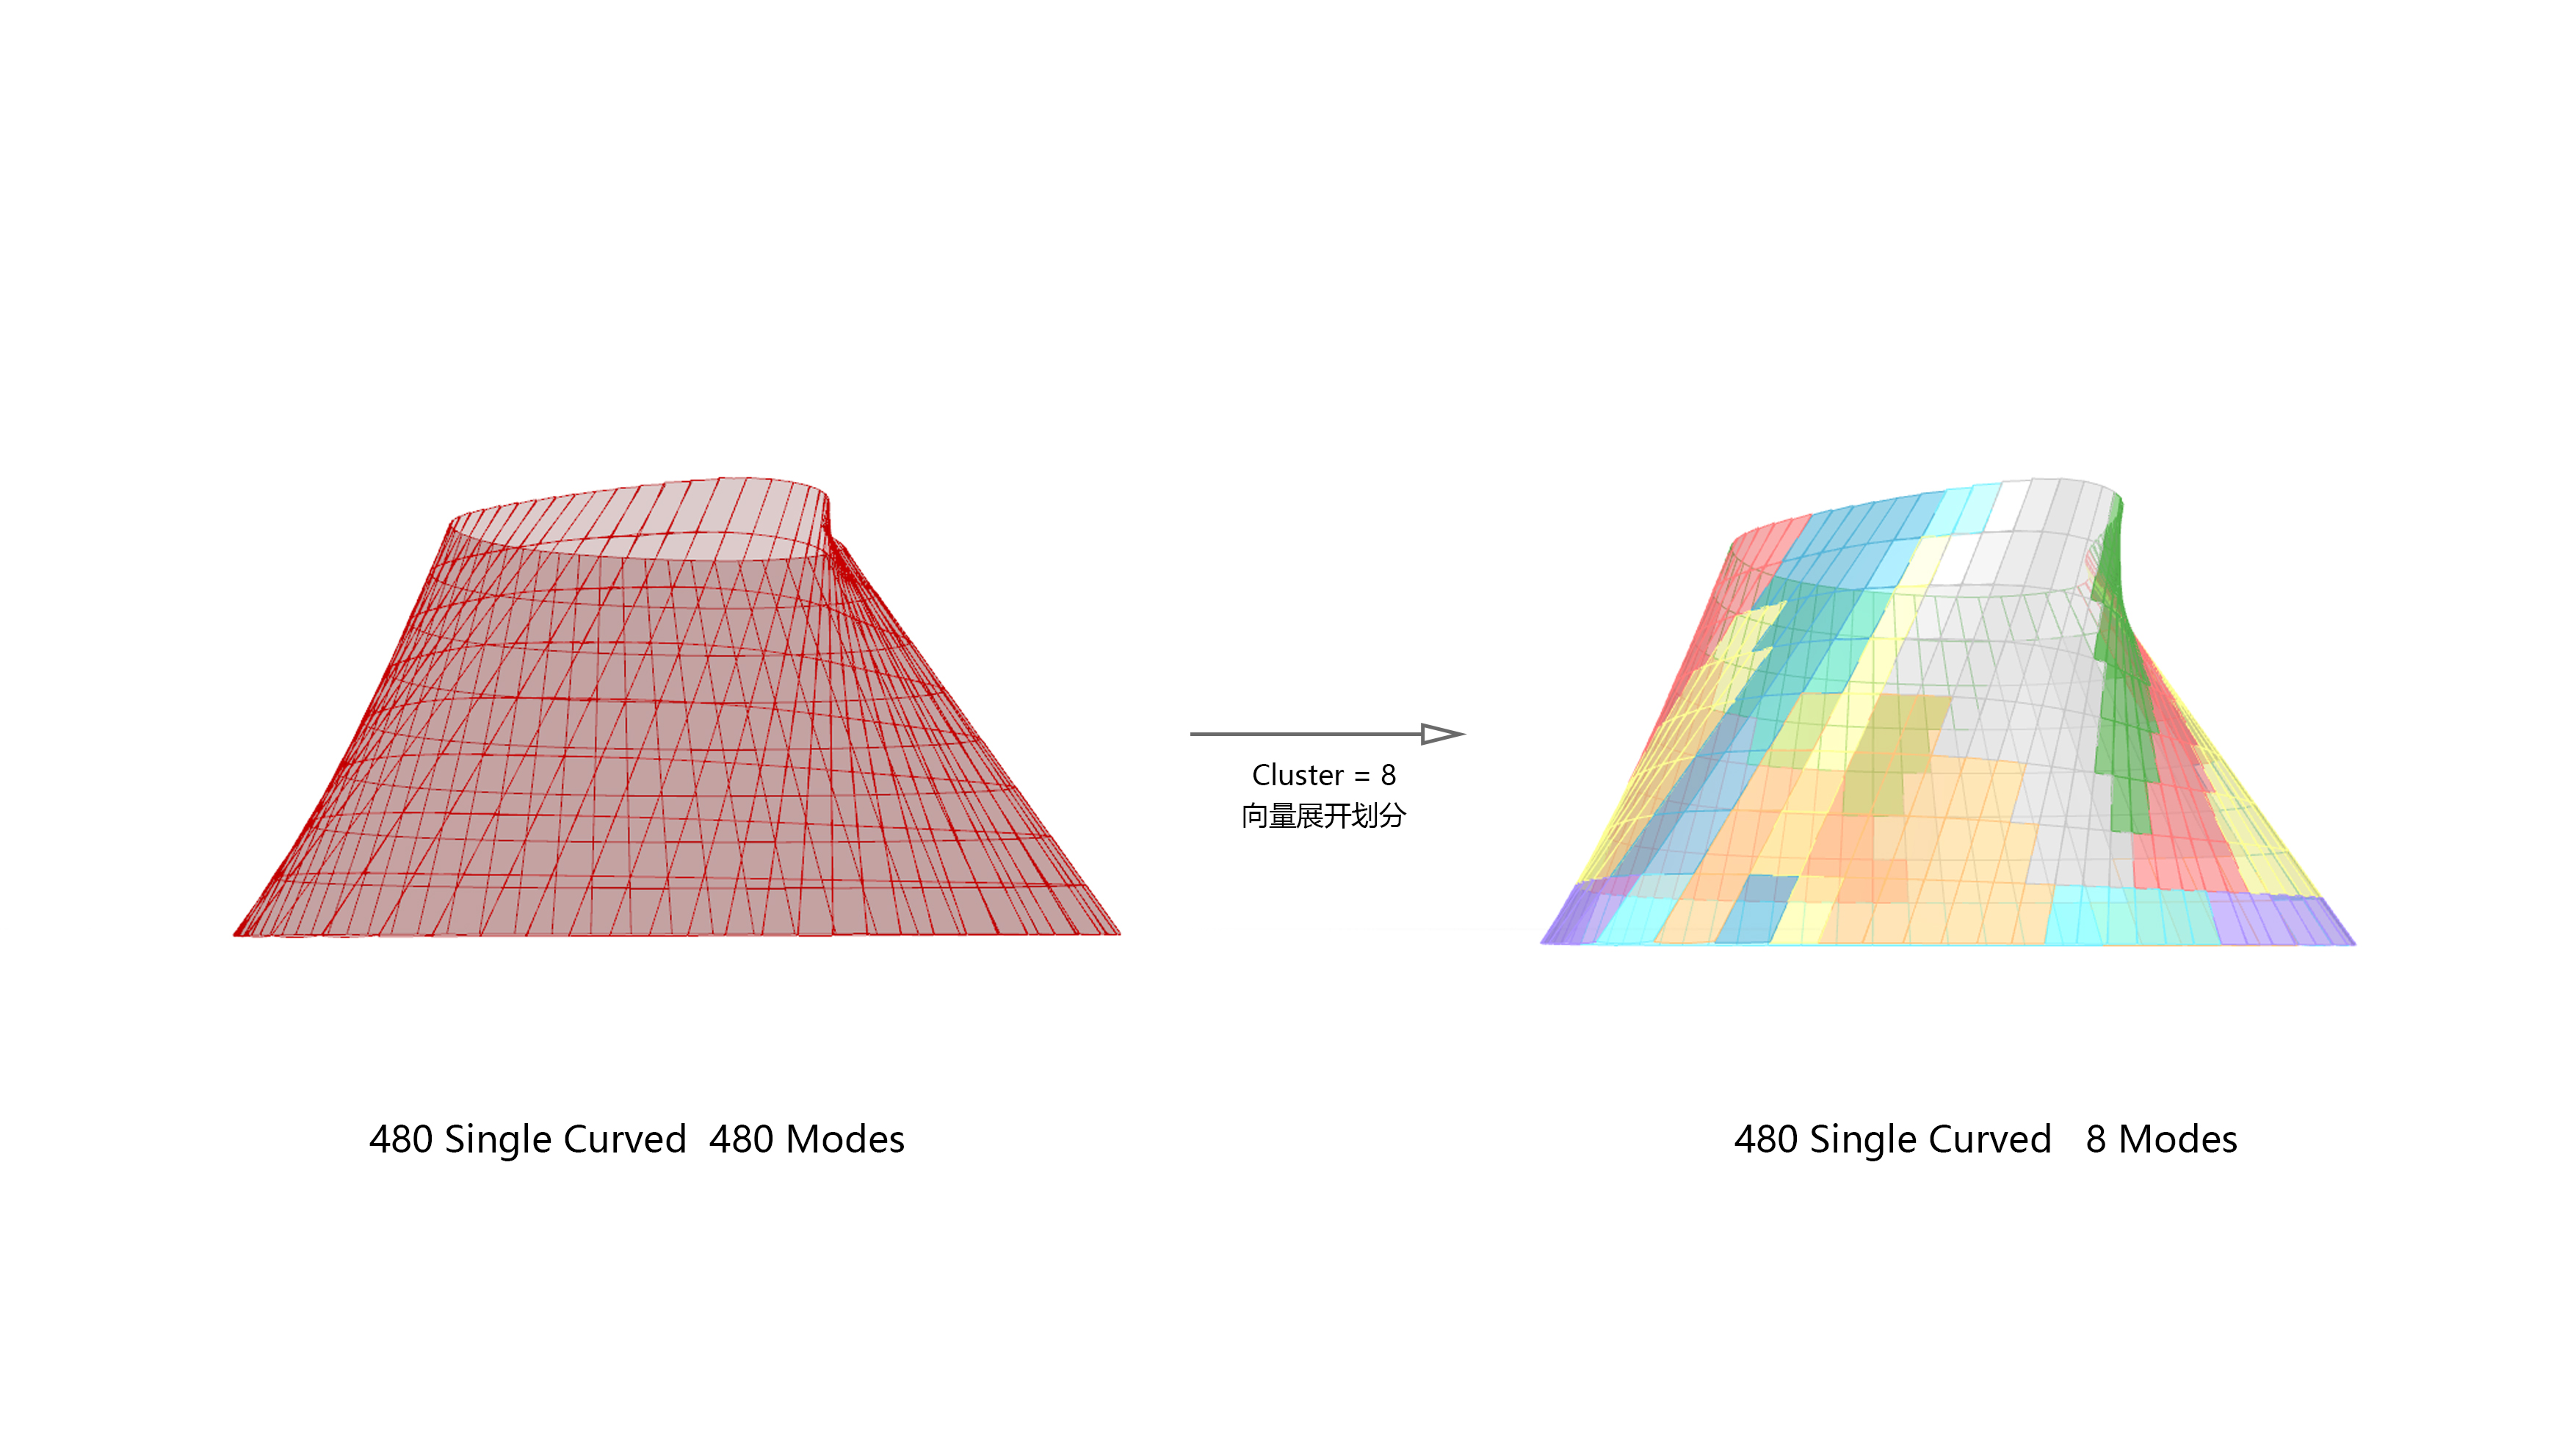 Cluster = 8
向量展开划分
480 Single Curved  480 Modes
480 Single Curved   8 Modes